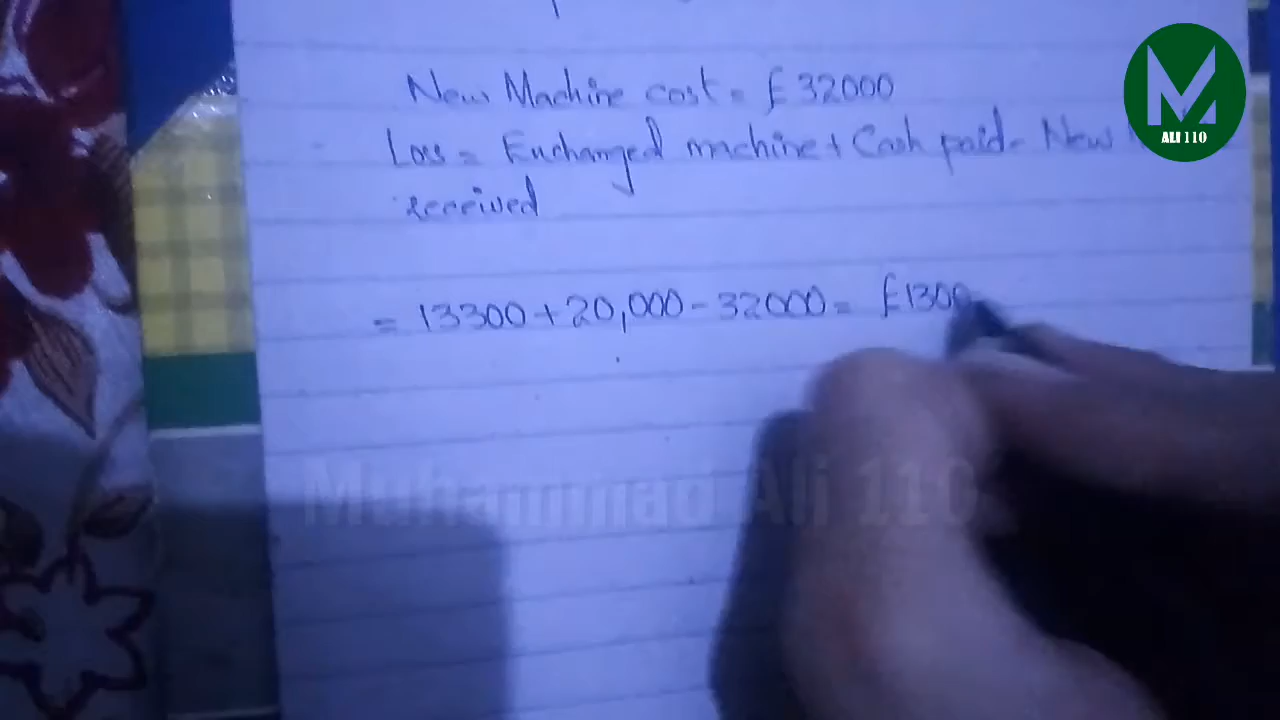 New Machine cost = £32000
Loss = Exchanged machine + Cash paid - New
received
= 13300 + 20,000 - 32000 = £1300
M
ALI 110
Muhammad Ali 110